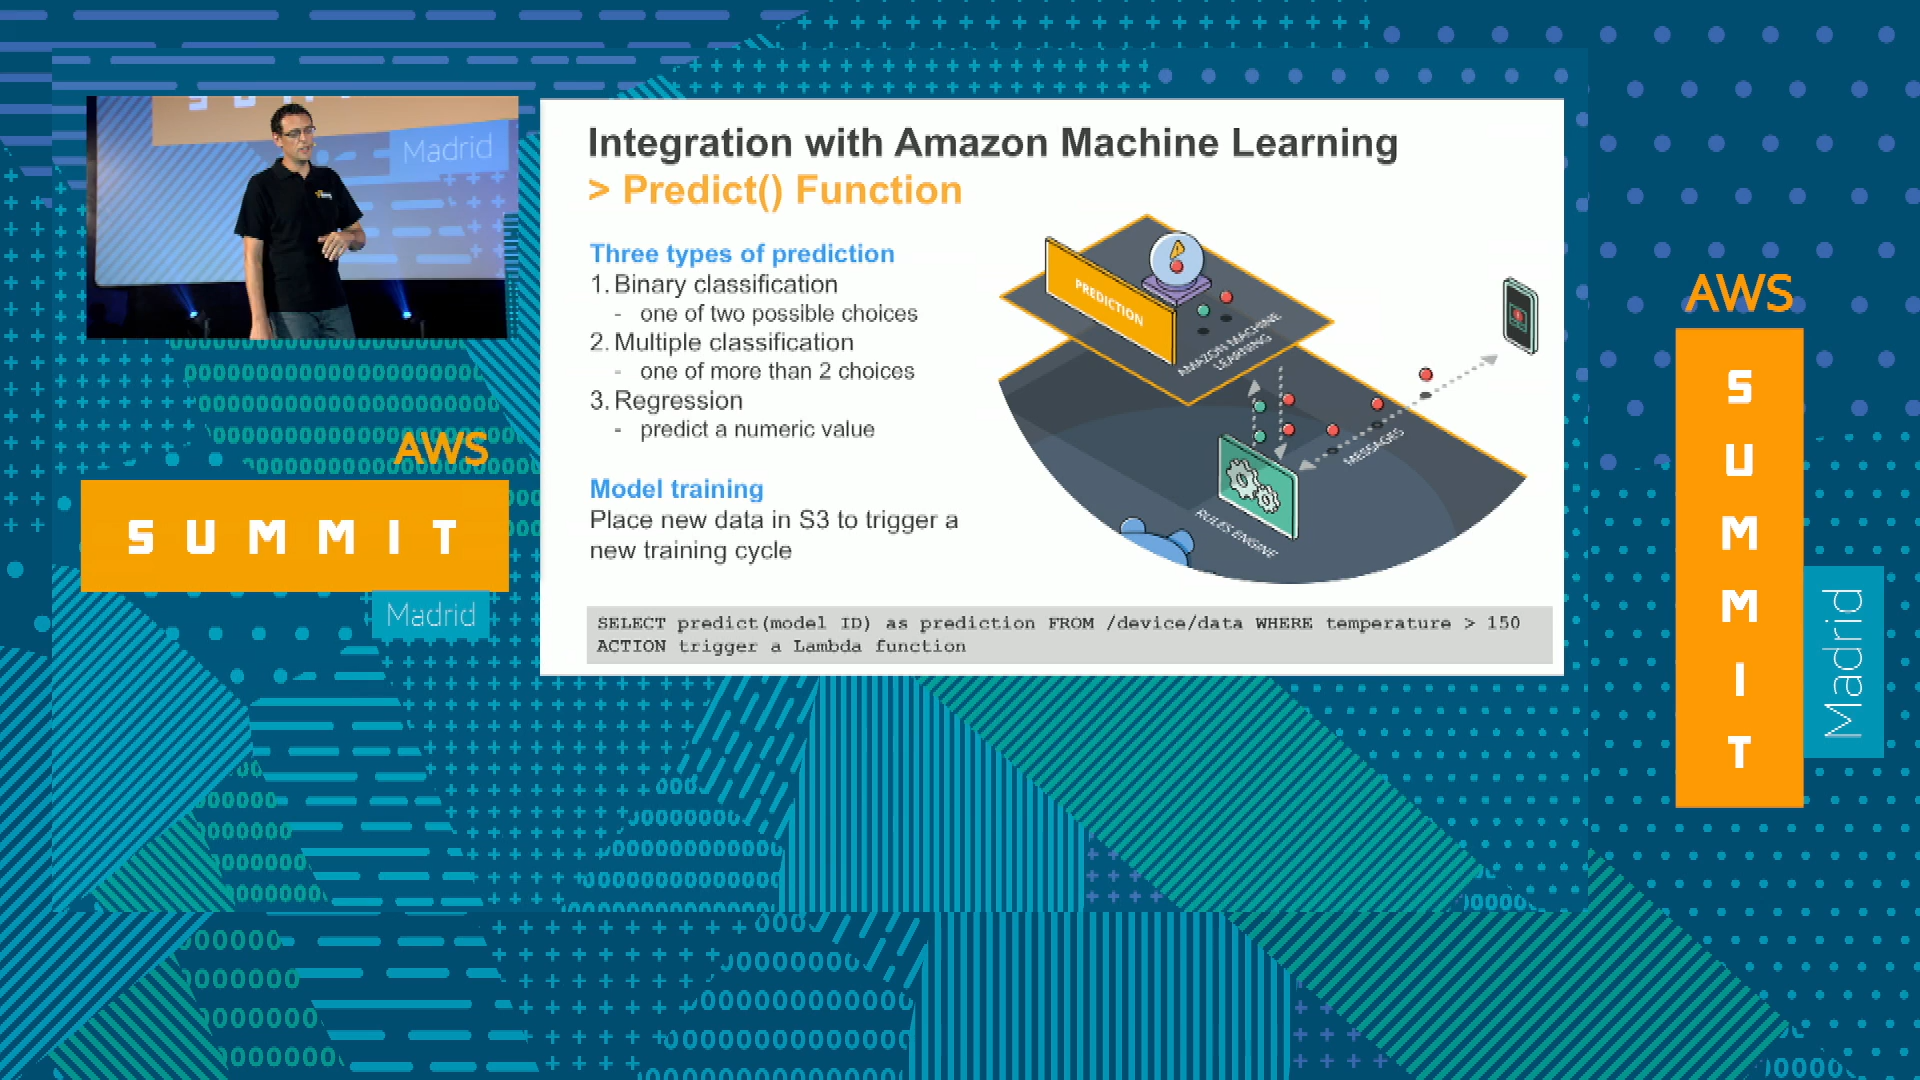 Madrid
AWS
SUMMIT
Madrid
Integration with Amazon Machine Learning
> Predict() Function
Three types of prediction
1. Binary classification
- one of two possible choices
2. Multiple classification
- one of more than 2 choices
3. Regression
- predict a numeric value
Model training
Place new data in S3 to trigger a
new training cycle
PREDICTION
AMAZON MACHINE
LEARNING
MESSAGES
RULES ENGINE
SELECT predict(model ID) as prediction FROM /device/data WHERE temperature > 150
ACTION trigger a Lambda function
AWS
SUMMIT
Madrid